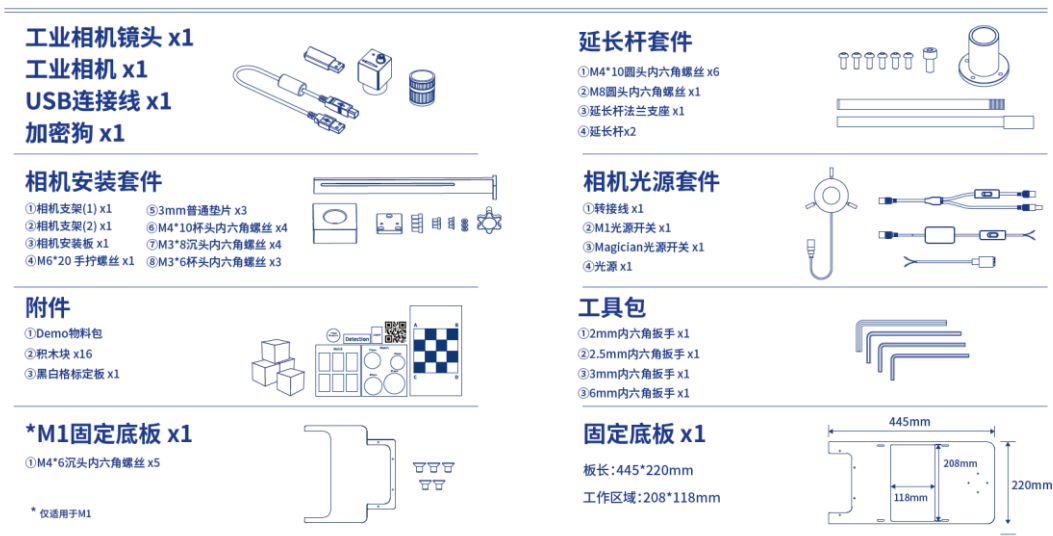 工业相机镜头 x1
工业相机 x1
USB连接线 x1
加密狗 x1
延长杆套件
①M4*10圆头内六角螺丝 x6
②M8圆头内六角螺丝 x1
③延长杆法兰支座 x1
④延长杆x2
相机安装套件
①相机支架(1) x1
②相机支架(2) x1
③相机安装板 x1
④M6*20 手拧螺丝 x1
⑤3mm普通垫片 x3
⑥M4*10杯头内六角螺丝 x4
⑦M3*8沉头内六角螺丝 x4
⑧M3*6杯头内六角螺丝 x3
相机光源套件
①转接线 x1
②M1光源开关 x1
③Magician光源开关 x1
④光源 x1
附件
①Demo物料包
②积木块 x16
③黑白格标定板 x1
Detection
A
B
C
D
工具包
①2mm内六角扳手 x1
②2.5mm内六角扳手 x1
③3mm内六角扳手 x1
③6mm内六角扳手 x1
*M1固定底板 x1
①M4*6沉头内六角螺丝 x5
* 仅适用于M1
固定底板 x1
板长：445*220mm
工作区域：208*118mm
445mm
208mm
118mm
220mm